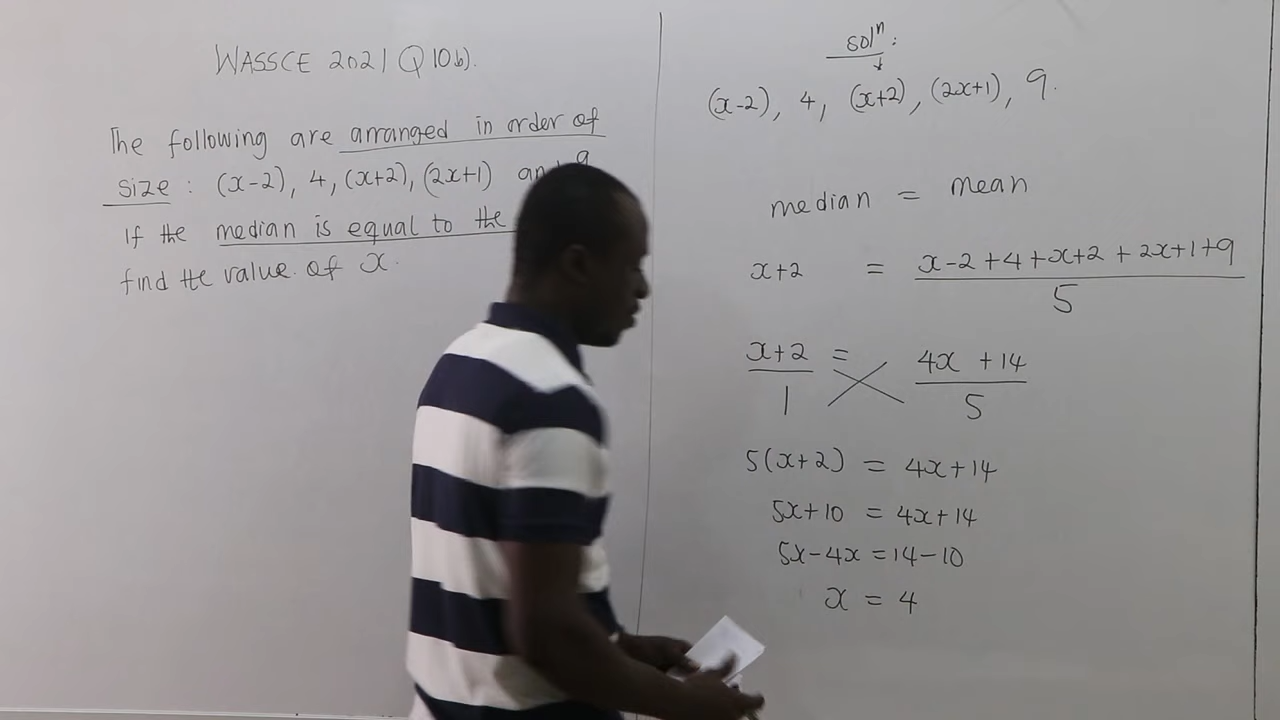 WASSCE 2021 Q10b).
The following are arranged in order of
size : (x-2), 4, (x+2), (2x+1) and 9
If the median is equal to the
find the value of x.
solⁿ:
(x-2), 4, (x+2), (2x+1), 9.
median = mean
x+2 = x-2+4+x+2+2x+1+9 / 5
x+2 / 1 = 4x+14 / 5
5(x+2) = 4x+14
5x+10 = 4x+14
5x-4x = 14-10
x = 4